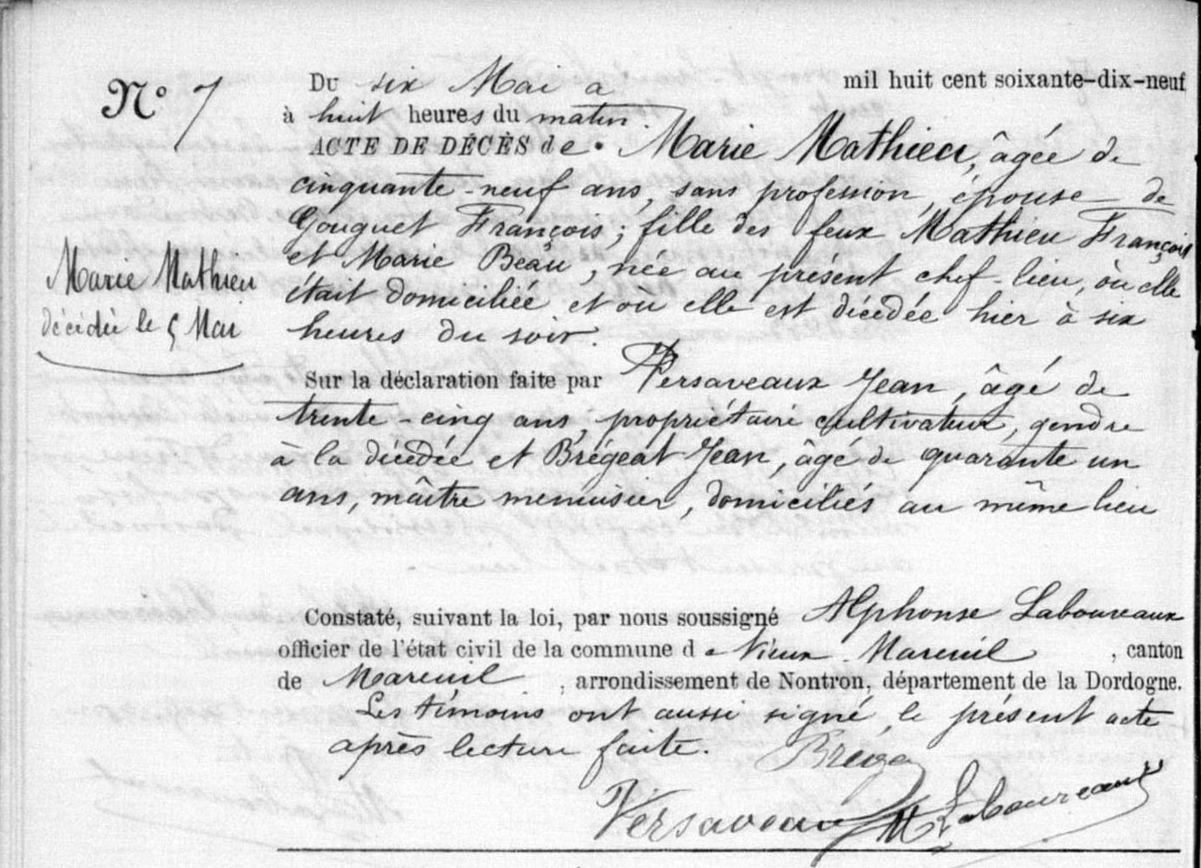 N° 7
Du six Mai a mil huit cent soixante-dix-neuf
à huit heures du matin.
ACTE DE DÉCÈS de. Marie Mathieu, âgée de
cinquante-neuf ans, sans profession, épouse de
Gouguet François; fille des feux Mathieu François
et Marie Beau, née au présent chef-lieu, où elle
était domiciliée et où elle est décédée hier à six
heures du soir.
Marie Mathieu
décédée le 5 Mai
Sur la déclaration faite par Versaveaux Jean, âgé de
trente-cinq ans, propriétaire cultivateur, gendre
à la décédée et Brégeat Jean, âgé de quarante un
ans, maître menuisier, domiciliés au même lieu
Constaté, suivant la loi, par nous soussigné Alphonse Labouveaux
officier de l'état civil de la commune de Vieux Mareuil, canton
de Mareuil, arrondissement de Nontron, département de la Dordogne.
Les témoins ont aussi signé le présent acte
après lecture faite.
Versaveaux